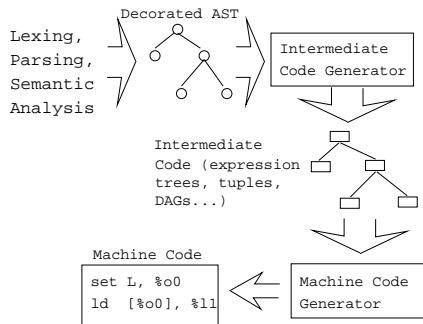 Decorated AST
Lexing,
Parsing,
Semantic
Analysis
Intermediate
Code Generator
Intermediate
Code (expression
trees, tuples,
DAGs...)
Machine Code
set L, %o0
ld [%o0], %l1
Machine Code
Generator